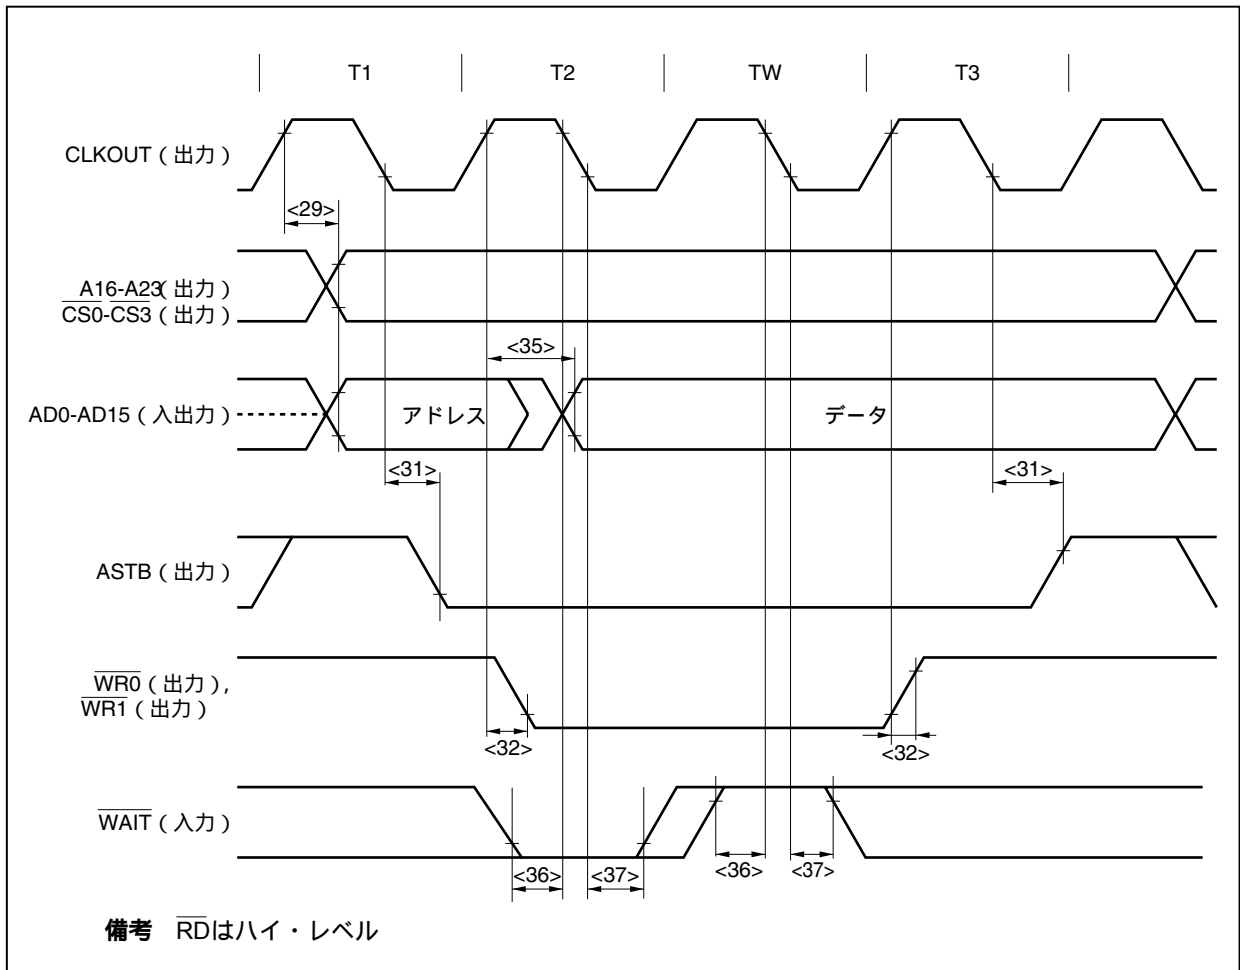 T1 T2 TW T3
CLKOUT（出力）
<29>
A16-A23（出力）
CS0-CS3（出力）
<35>
AD0-AD15（入出力）
アドレス
データ
<31>
<31>
ASTB（出力）
WR0（出力）,
WR1（出力）
<32>
<32>
WAIT（入力）
<36>
<37>
<36>
<37>
備考 RDはハイ・レベル